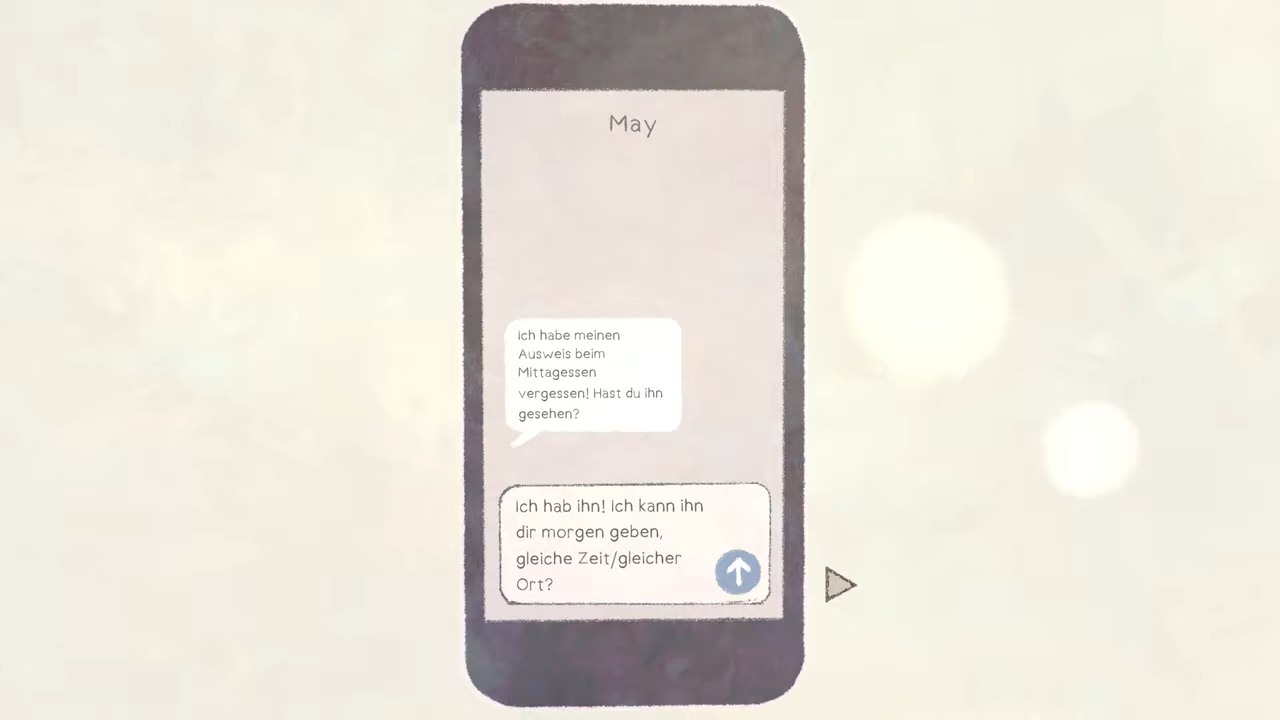 May
Ich habe meinen
Ausweis beim
Mittagessen
vergessen! Hast du ihn
gesehen?
Ich hab ihn! Ich kann ihn
dir morgen geben,
gleiche Zeit/gleicher
Ort?